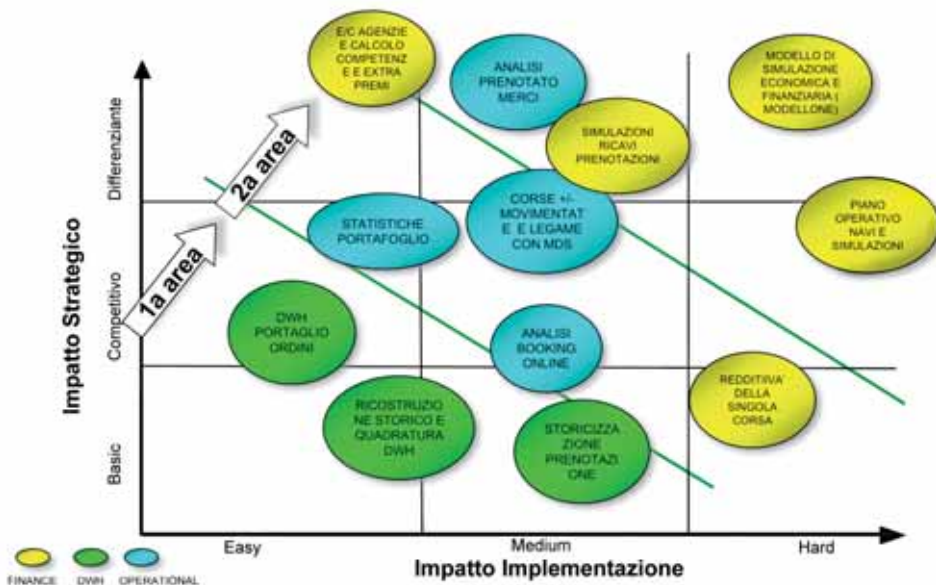 E/C AGENZIE
E CALCOLO
COMPETENZ
E E EXTRA
PREMI
ANALISI
PRENOTATO
MERCI
MODELLO DI
SIMULAZIONE
ECONOMICA E
FINANZIARIA (
MODELLONE)
SIMULAZIONI
RICAVI
PRENOTAZIONI
Differenziante
2a area
STATISTICHE
PORTAFOGLIO
CORSE +/-
MOVIMENTAT
E E LEGAME
CON MDS
PIANO
OPERATIVO
NAVI E
SIMULAZIONI
Impatto Strategico
Competitivo
1a area
DWH
PORTAGLIO
ORDINI
ANALISI
BOOKING
ONLINE
REDDITIIVA'
DELLA
SINGOLA
CORSA
RICOSTRUZIO
NE STORICO E
QUADRATURA
DWH
STORICIZZA
ZIONE
PRENOTAZI
ONE
Basic
Easy
Medium
Hard
Impatto Implementazione
FINANCE
DWH
OPERATIONAL